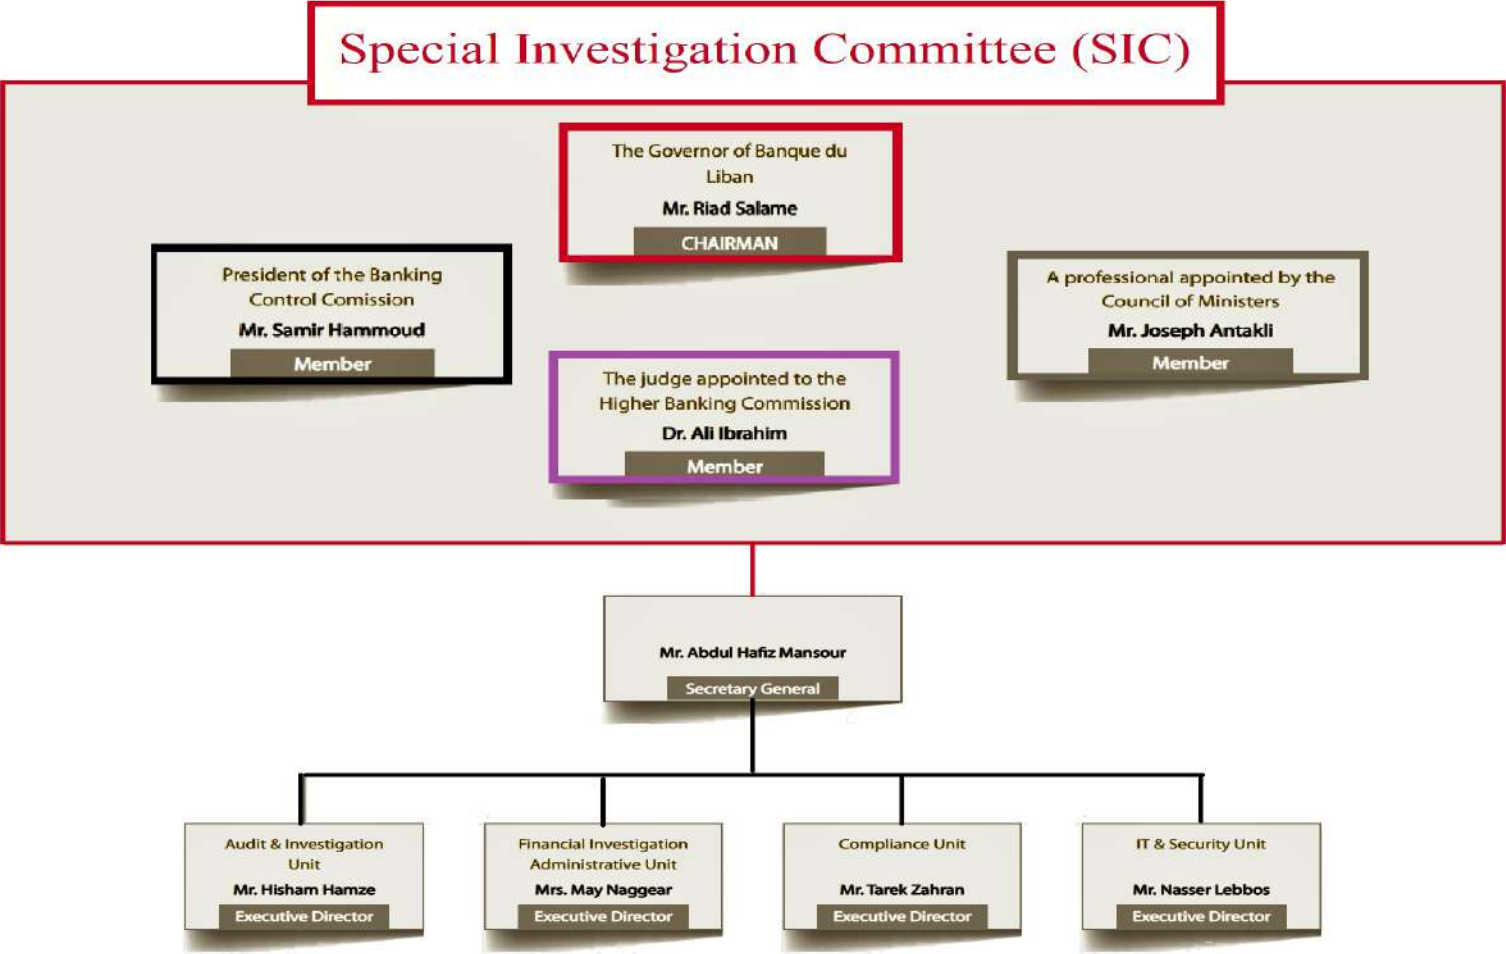 Special Investigation Committee (SIC)
The Governor of Banque du
Liban
Mr. Riad Salame
CHAIRMAN
President of the Banking
Control Comission
Mr. Samir Hammoud
Member
A professional appointed by the
Council of Ministers
Mr. Joseph Antakli
Member
The judge appointed to the
Higher Banking Commission
Dr. Ali Ibrahim
Member
Mr. Abdul Hafiz Mansour
Secretary General
Audit & Investigation
Unit
Mr. Hisham Hamze
Executive Director
Financial Investigation
Administrative Unit
Mrs. May Naggear
Executive Director
Compliance Unit
Mr. Tarek Zahran
Executive Director
IT & Security Unit
Mr. Nasser Lebbos
Executive Director